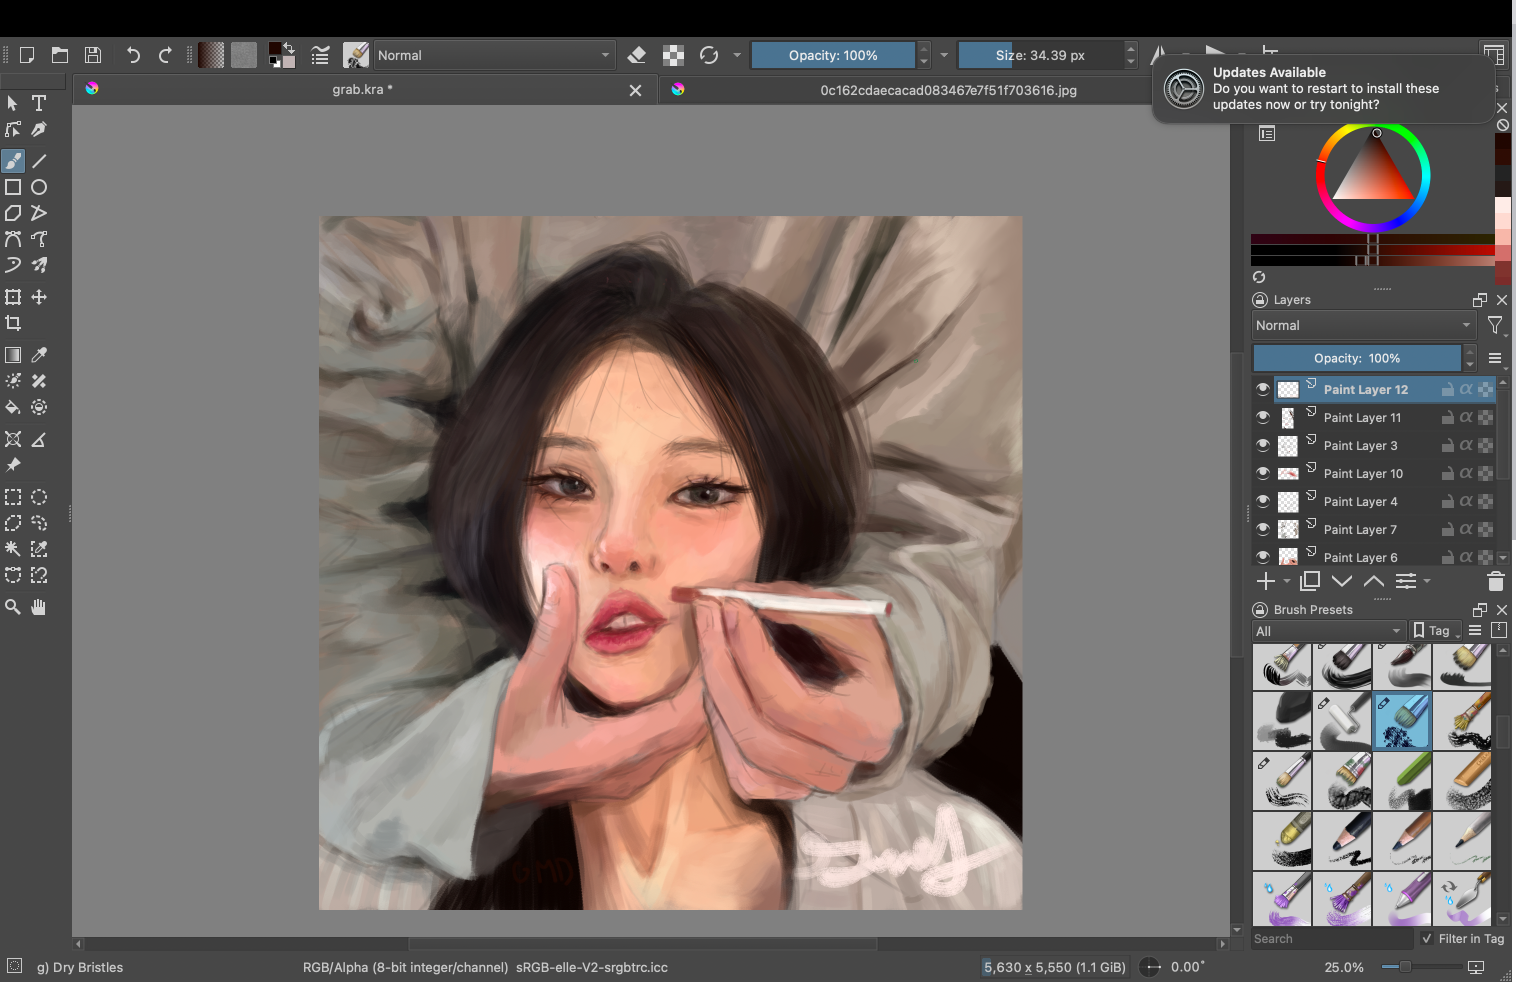 Normal
Opacity: 100%
Size: 34.39 px
grab.kra *
0c162cdaecacad083467e7f51f703616.jpg
Updates Available
Do you want to restart to install these
updates now or try tonight?
Layers
Normal
Opacity: 100%
Paint Layer 12
Paint Layer 11
Paint Layer 3
Paint Layer 10
Paint Layer 4
Paint Layer 7
Paint Layer 6
Brush Presets
All
Tag
Search
Filter in Tag
g) Dry Bristles
RGB/Alpha (8-bit integer/channel) sRGB-elle-V2-srgbtrc.icc
5,630 x 5,550 (1.1 GiB)
0.00°
25.0%